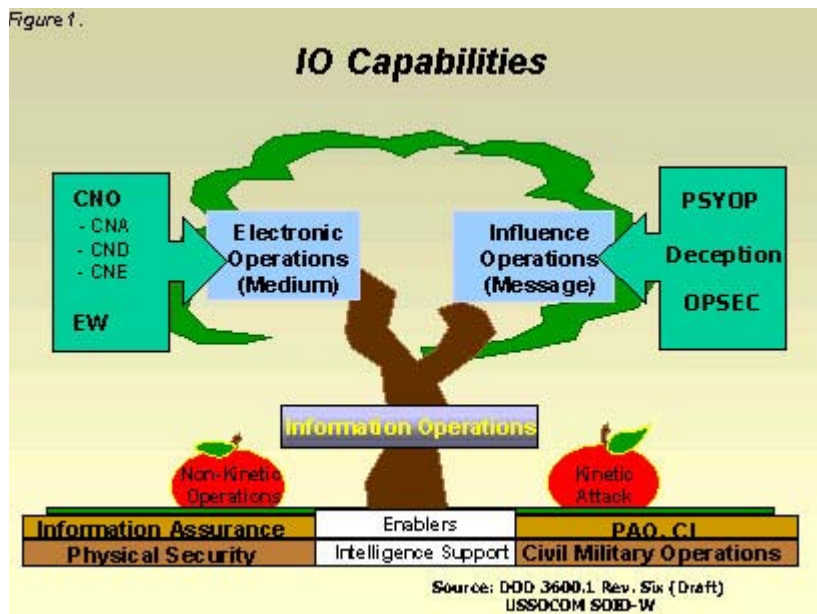 Figure 1.
IO Capabilities
CNO
- CNA
- CND
- CNE
EW
Electronic
Operations
(Medium)
Influence
Operations
(Message)
PSYOP
Deception
OPSEC
Information Operations
Non-Kinetic
Operations
Kinetic
Attack
Information Assurance
Enablers
PAO, CI
Physical Security
Intelligence Support
Civil Military Operations
Source: DOD 3600.1 Rev. Six (Draft)
USSOCOM SOIO-W